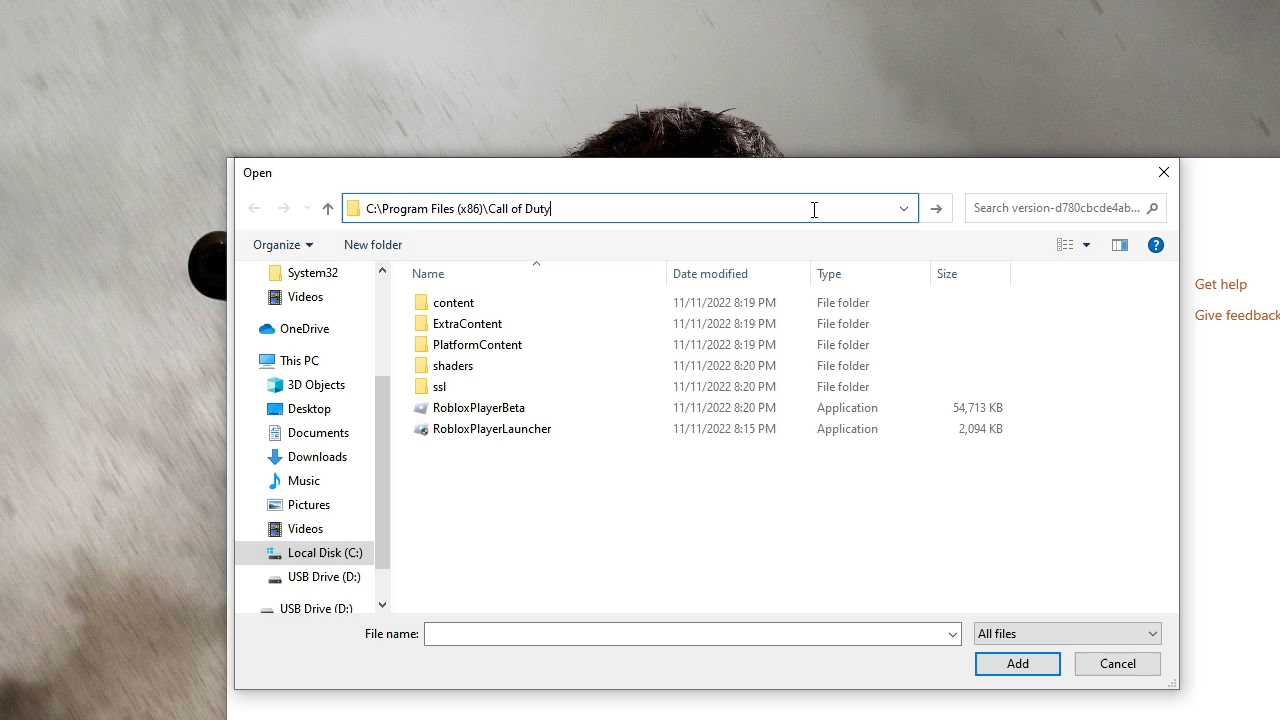 Open
C:\Program Files (x86)\Call of Duty
Search version-d780cbcde4ab...
Organize
New folder
System32
Videos
OneDrive
This PC
3D Objects
Desktop
Documents
Downloads
Music
Pictures
Videos
Local Disk (C:)
USB Drive (D:)
USB Drive (D:)
Name Date modified Type Size
content 11/11/2022 8:19 PM File folder
ExtraContent 11/11/2022 8:19 PM File folder
PlatformContent 11/11/2022 8:19 PM File folder
shaders 11/11/2022 8:20 PM File folder
ssl 11/11/2022 8:20 PM File folder
RobloxPlayerBeta 11/11/2022 8:20 PM Application 54,713 KB
RobloxPlayerLauncher 11/11/2022 8:15 PM Application 2,094 KB
File name:
All files
Add
Cancel
Get help
Give feedback